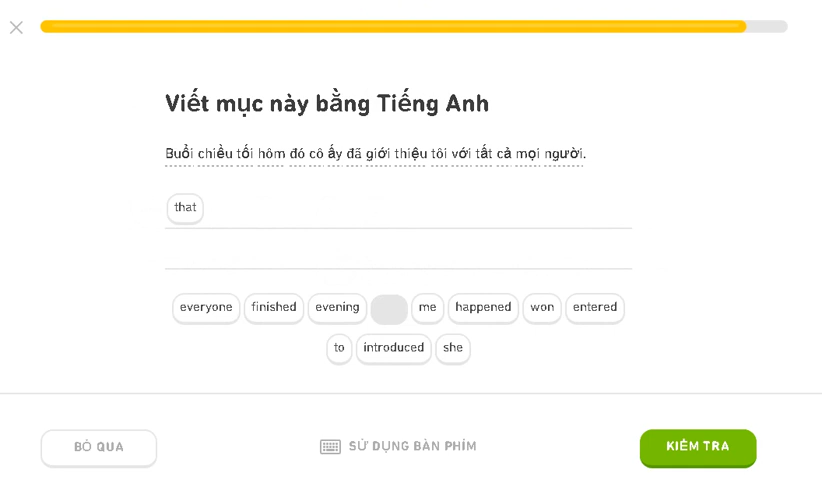 Viết mục này bằng Tiếng Anh
Buổi chiều tối hôm đó cô ấy đã giới thiệu tôi với tất cả mọi người.
that
everyone finished evening me happened won entered
to introduced she
BỎ QUA SỬ DỤNG BÀN PHÍM KIỂM TRA